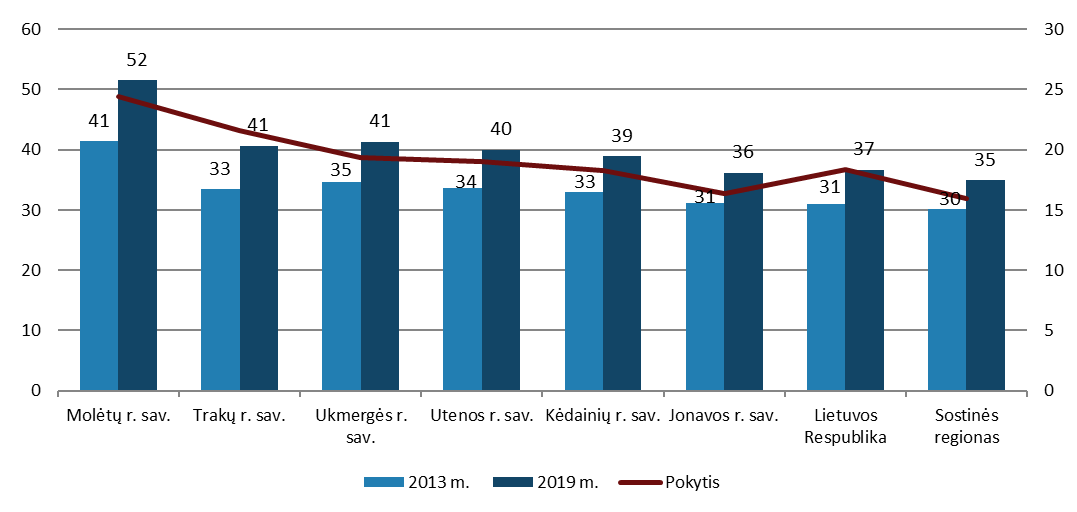 60
50
40
30
20
10
0
30
25
20
15
10
5
0
41
52
33
41
35
41
34
40
33
39
31
36
31
37
30
35
Molėtų r. sav.
Trakų r. sav.
Ukmergės r.
sav.
Utenos r. sav.
Kėdainių r. sav.
Jonavos r. sav.
Lietuvos
Respublika
Sostinės
regionas
2013 m.
2019 m.
Pokytis